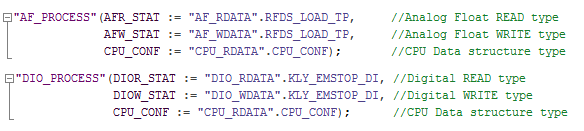 "AF_PROCESS"(AFR_STAT := "AF_RDATA".RFDS_LOAD_TP, //Analog Float READ type
AFW_STAT := "AF_WDATA".RFDS_LOAD_TP, //Analog Float WRITE type
CPU_CONF := "CPU_RDATA".CPU_CONF); //CPU Data structure type
"DIO_PROCESS"(DIOR_STAT := "DIO_RDATA".KLY_EMSTOP_DI, //Digital READ type
DIOW_STAT := "DIO_WDATA".KLY_EMSTOP_DI, //Digital WRITE type
CPU_CONF := "CPU_RDATA".CPU_CONF); //CPU Data structure type